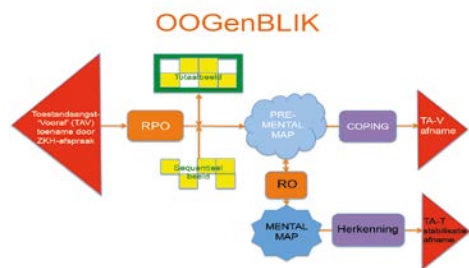 OOGenBLIK
Totaalbeeld
Toestandsangst-
'Vooraf' (TAV)
toename door
ZKH-afspraak
RPO
PRE-
MENTAL
MAP
COPING
TA-V
afname
Sequentieel
beeld
RO
MENTAL
MAP
Herkenning
TA-T
stabilisatie
afname